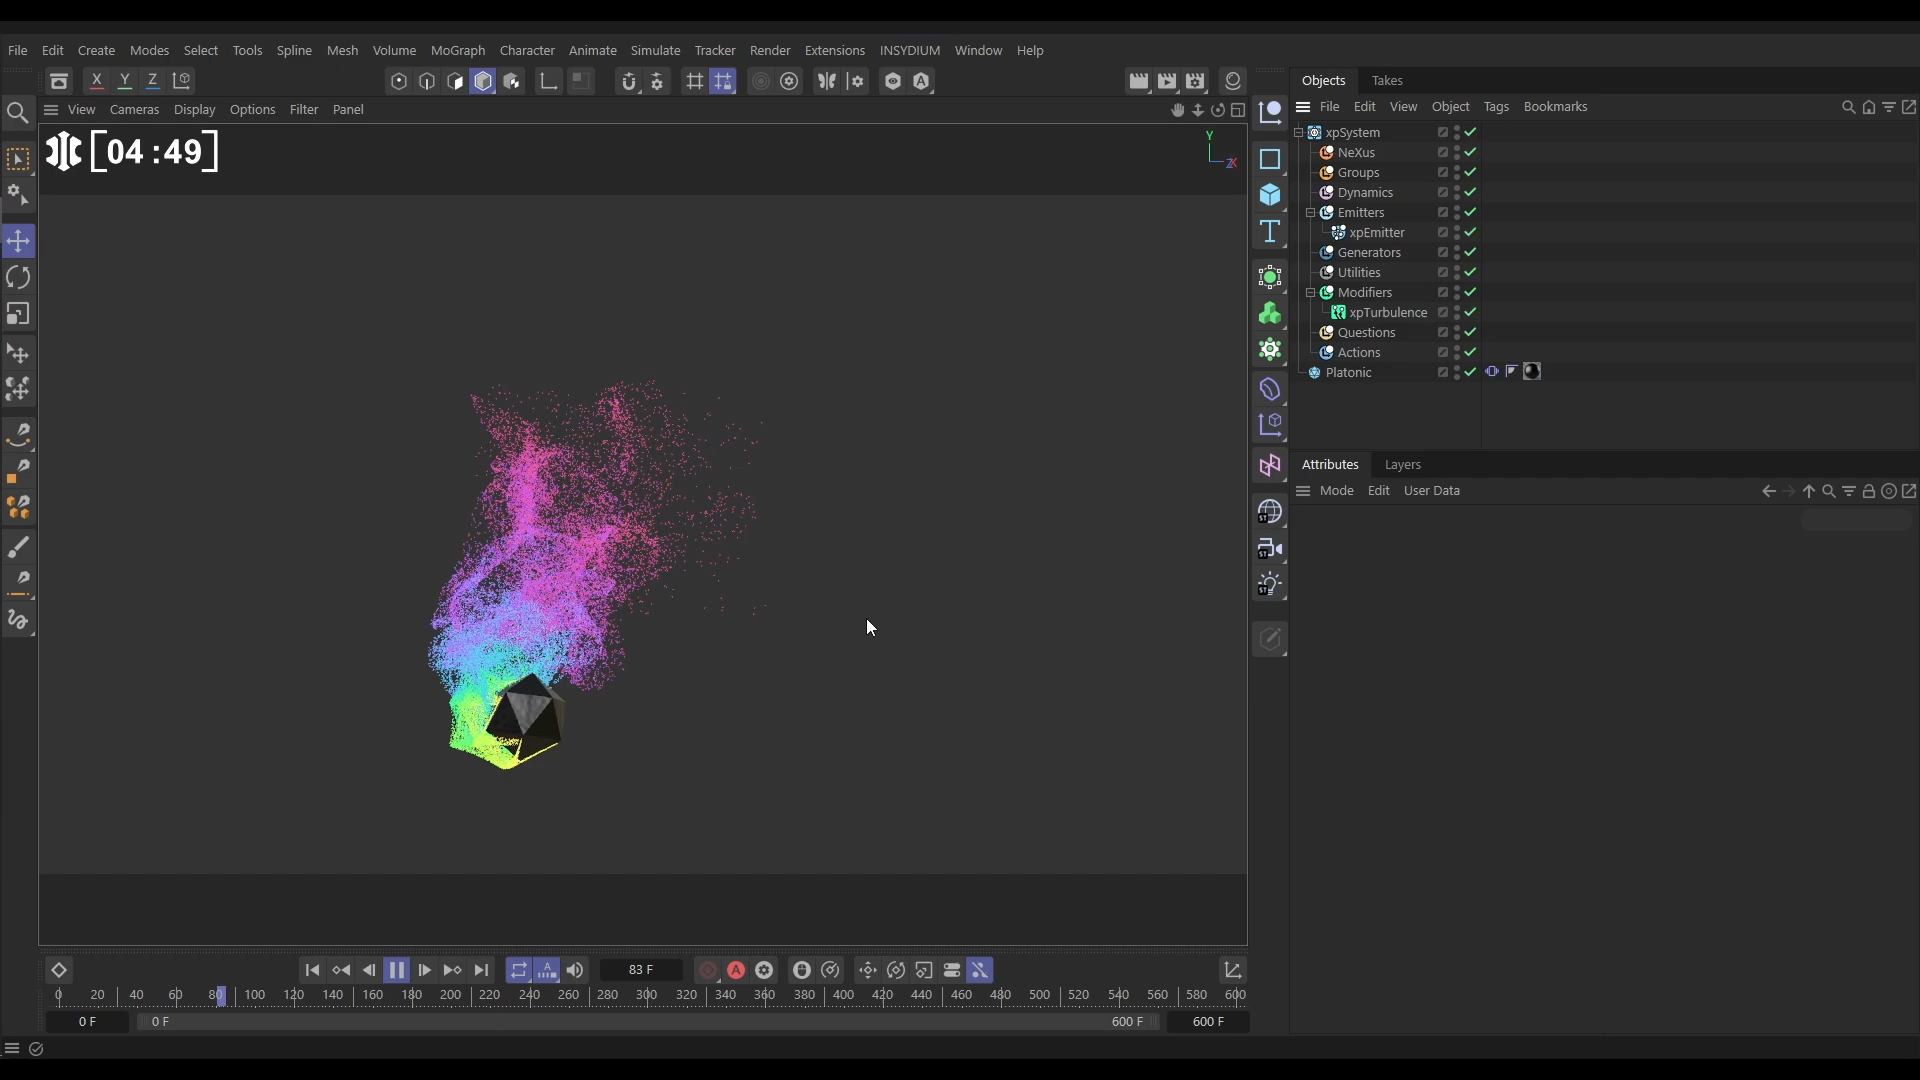 File Edit Create Modes Select Tools Spline Mesh Volume MoGraph Character Animate Simulate Tracker Render Extensions INSYDIUM Window Help
X Y Z
Objects Takes
View Cameras Display Options Filter Panel
File Edit View Object Tags Bookmarks
[04:49]
Y
Z X
xpSystem
NeXus
Groups
Dynamics
Emitters
xpEmitter
Generators
Utilities
Modifiers
xpTurbulence
Questions
Actions
Platonic
Attributes Layers
Mode Edit User Data
ST
ST
ST
83 F
0 20 40 60 80 100 120 140 160 180 200 220 240 260 280 300 320 340 360 380 400 420 440 460 480 500 520 540 560 580 600
0 F 0 F 600 F 600 F